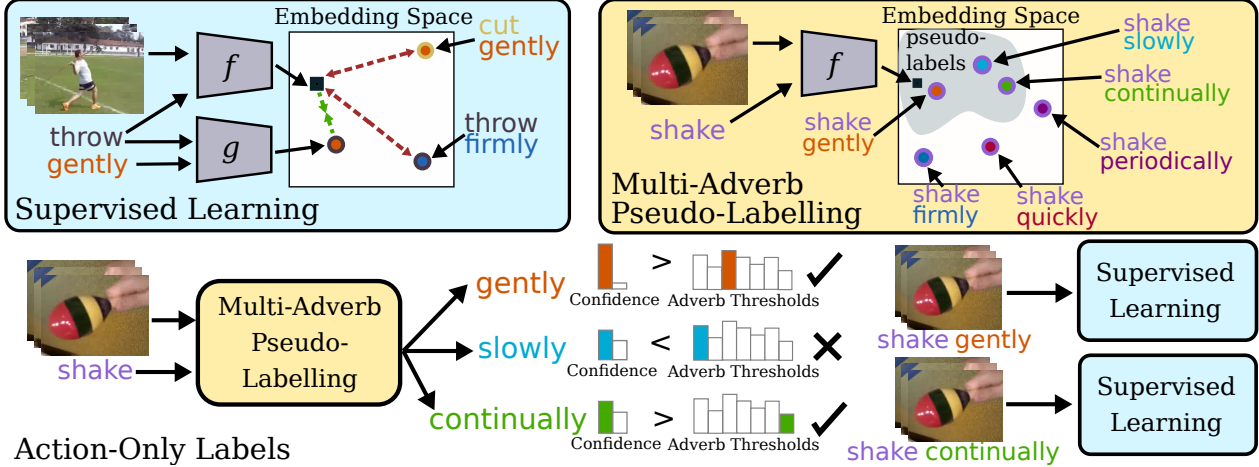 Embedding Space
cut
gently
f
throw
gently
g
throw
firmly
Supervised Learning
Embedding Space
pseudo-
labels
shake
slowly
f
shake
continually
shake
shake
gently
shake
periodically
shake
firmly
shake
quickly
Multi-Adverb
Pseudo-Labelling
shake
Multi-Adverb
Pseudo-
Labelling
gently
>
Confidence
Adverb Thresholds
slowly
<
Confidence
Adverb Thresholds
continually
>
Confidence
Adverb Thresholds
shake gently
Supervised
Learning
shake continually
Supervised
Learning
Action-Only Labels